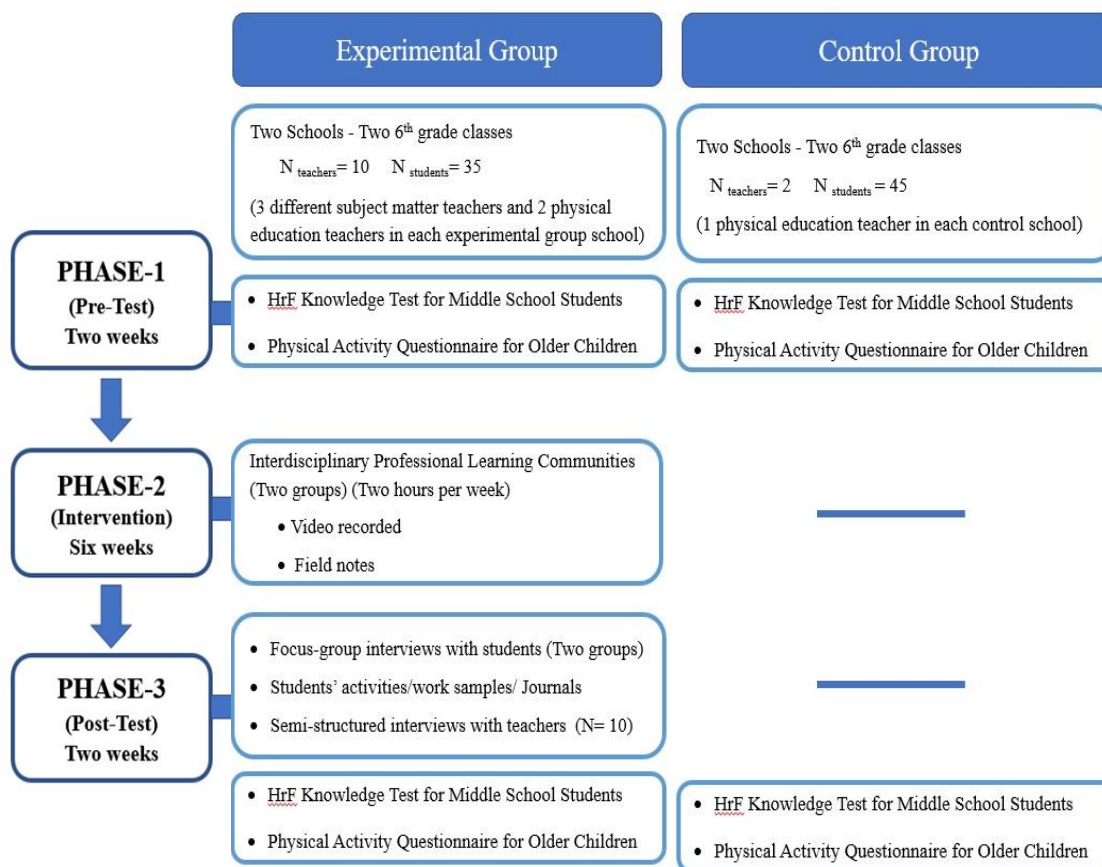 Experimental Group
Control Group
Two Schools - Two 6th grade classes
N teachers= 10 N students = 35
(3 different subject matter teachers and 2 physical
education teachers in each experimental group school)
Two Schools - Two 6th grade classes
N teachers= 2 N students = 45
(1 physical education teacher in each control school)
PHASE-1
(Pre-Test)
Two weeks
• HrF Knowledge Test for Middle School Students
• Physical Activity Questionnaire for Older Children
• HrF Knowledge Test for Middle School Students
• Physical Activity Questionnaire for Older Children
PHASE-2
(Intervention)
Six weeks
Interdisciplinary Professional Learning Communities
(Two groups) (Two hours per week)
• Video recorded
• Field notes
PHASE-3
(Post-Test)
Two weeks
• Focus-group interviews with students (Two groups)
• Students’ activities/work samples/ Journals
• Semi-structured interviews with teachers (N= 10)
• HrF Knowledge Test for Middle School Students
• Physical Activity Questionnaire for Older Children
• HrF Knowledge Test for Middle School Students
• Physical Activity Questionnaire for Older Children